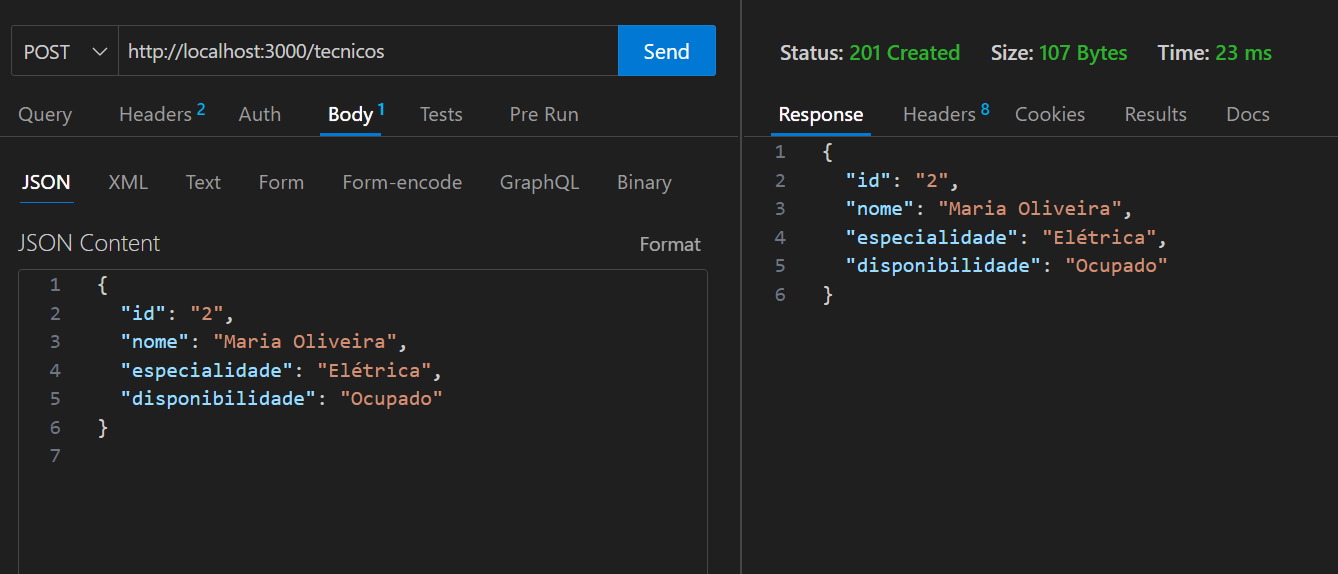 POST http://localhost:3000/tecnicos Send
Query Headers 2 Auth Body 1 Tests Pre Run
JSON XML Text Form Form-encode GraphQL Binary
JSON Content Format
1 {
2 "id": "2",
3 "nome": "Maria Oliveira",
4 "especialidade": "Elétrica",
5 "disponibilidade": "Ocupado"
6 }
7
Status: 201 Created Size: 107 Bytes Time: 23 ms
Response Headers 8 Cookies Results Docs
1 {
2 "id": "2",
3 "nome": "Maria Oliveira",
4 "especialidade": "Elétrica",
5 "disponibilidade": "Ocupado"
6 }